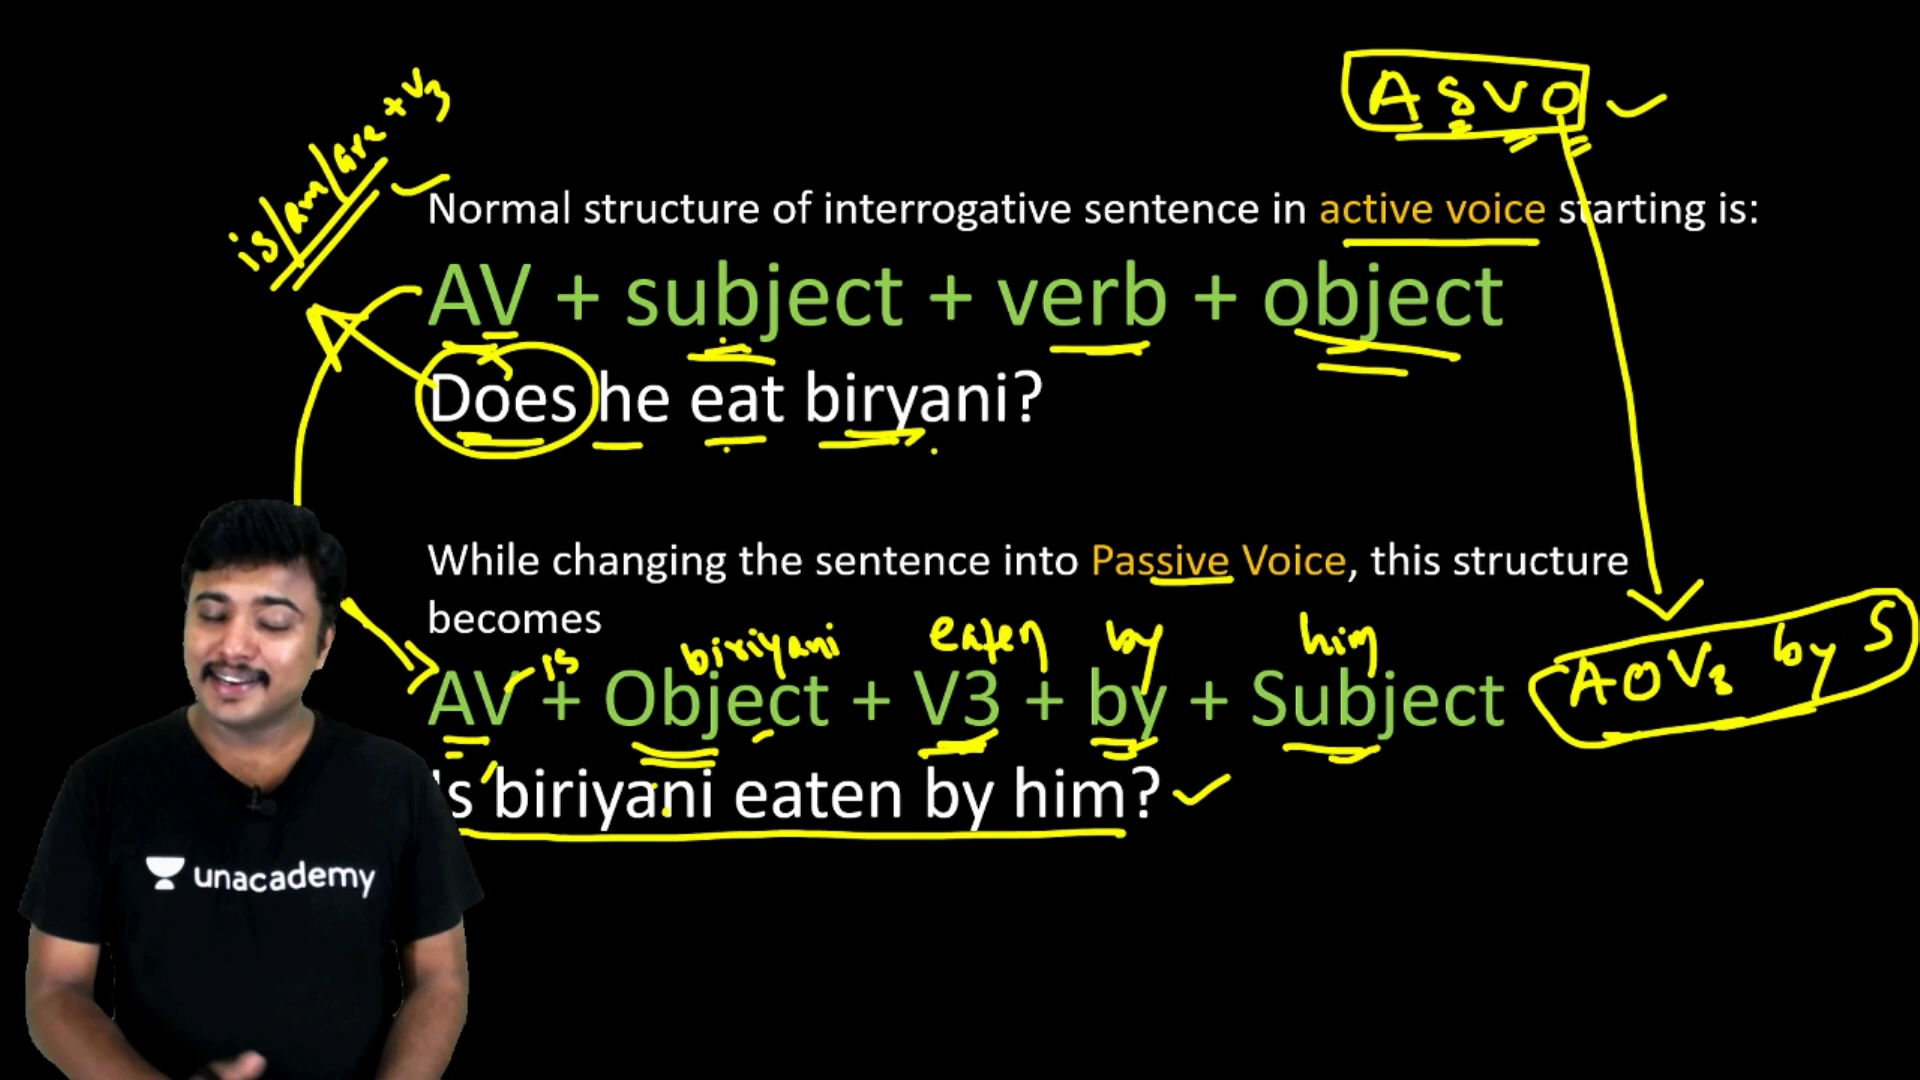 A S V O
is/am/are + V3
Normal structure of interrogative sentence in active voice starting is:
AV + subject + verb + object
Does he eat biryani?
While changing the sentence into Passive Voice, this structure
becomes
is biriyani eaten by him
AV + Object + V3 + by + Subject
A O V3 by S
is biriyani eaten by him?
unacademy